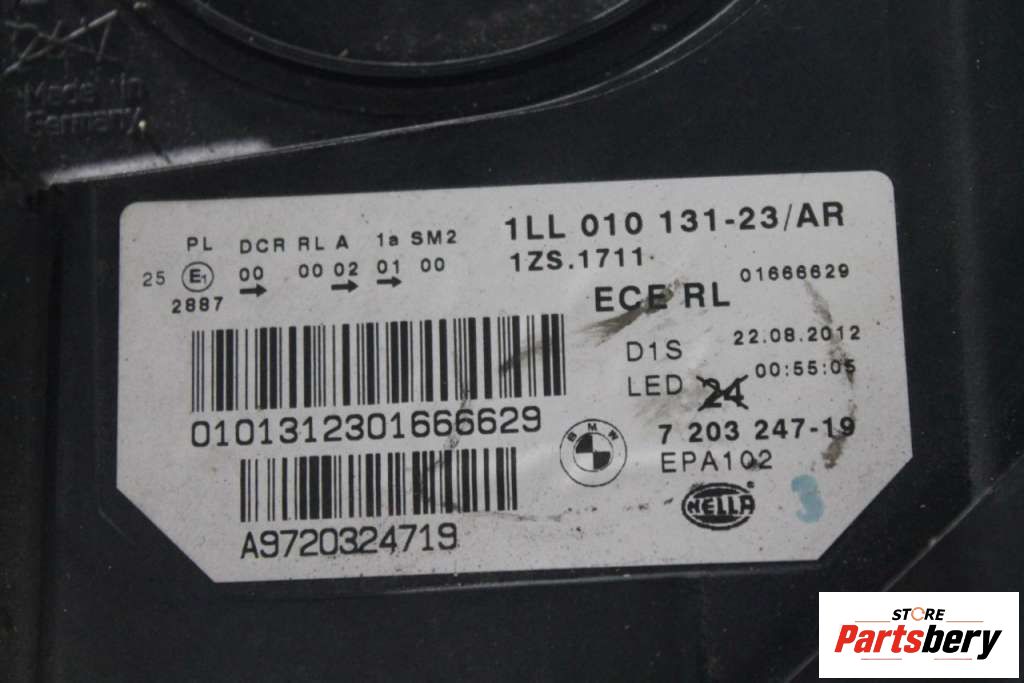 Made in
Germany
PL DCR RL A 1a SM2
25 E1 00 00 02 01 00
2887
1LL 010 131-23/AR
1ZS.1711
01666629
ECE RL
D1S 22.08.2012
LED 24 00:55:05
0101312301666629
BMW
7 203 247-19
EPA102
HELLA ®
3
A9720324719
STORE
Partsbery